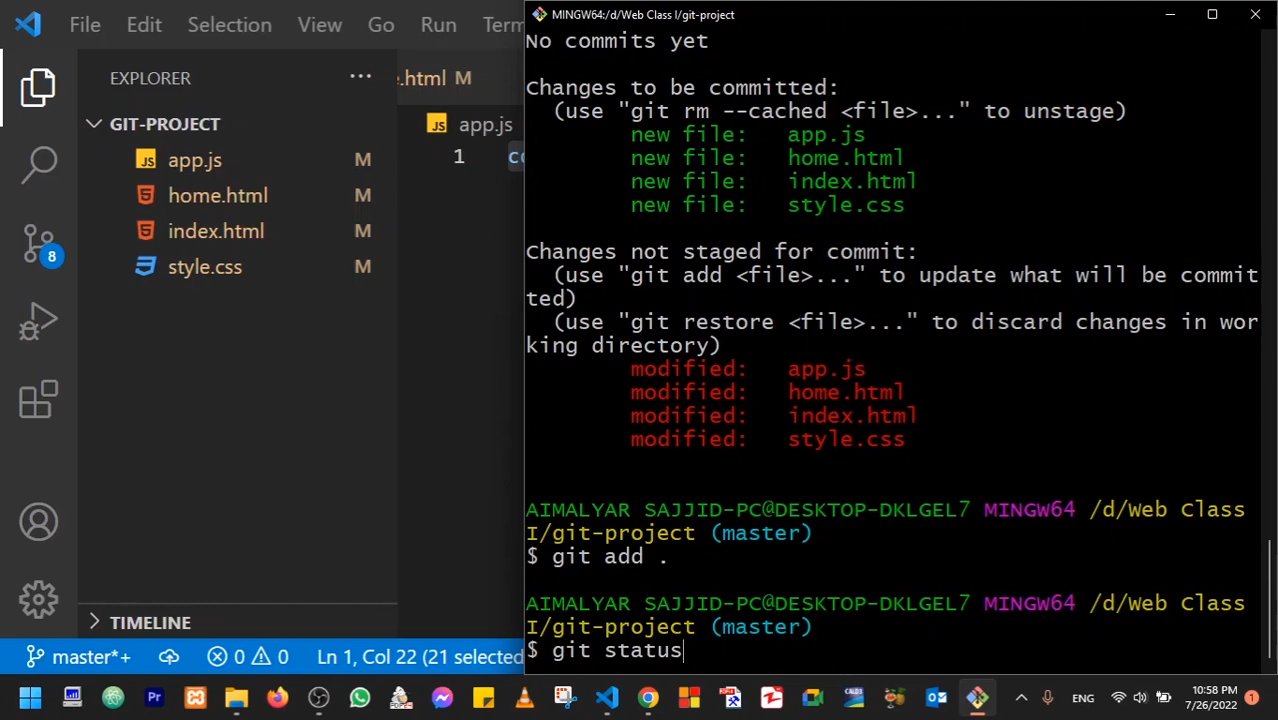 File Edit Selection View Go Run Term
MINGW64:/d/Web Class I/git-project
EXPLORER
GIT-PROJECT
JS app.js M
home.html M
index.html M
style.css M
8
TIMELINE
e.html M
JS app.js
1 co
No commits yet
Changes to be committed:
(use "git rm --cached <file>..." to unstage)
new file: app.js
new file: home.html
new file: index.html
new file: style.css
Changes not staged for commit:
(use "git add <file>..." to update what will be commit
ted)
(use "git restore <file>..." to discard changes in wor
king directory)
modified: app.js
modified: home.html
modified: index.html
modified: style.css
AIMALYAR SAJJID-PC@DESKTOP-DKLGEL7 MINGW64 /d/Web Class
I/git-project (master)
$ git add .
AIMALYAR SAJJID-PC@DESKTOP-DKLGEL7 MINGW64 /d/Web Class
I/git-project (master)
$ git status
master*+ 0 0 Ln 1, Col 22 (21 selected
Pr
ENG
10:58 PM
7/26/2022
1